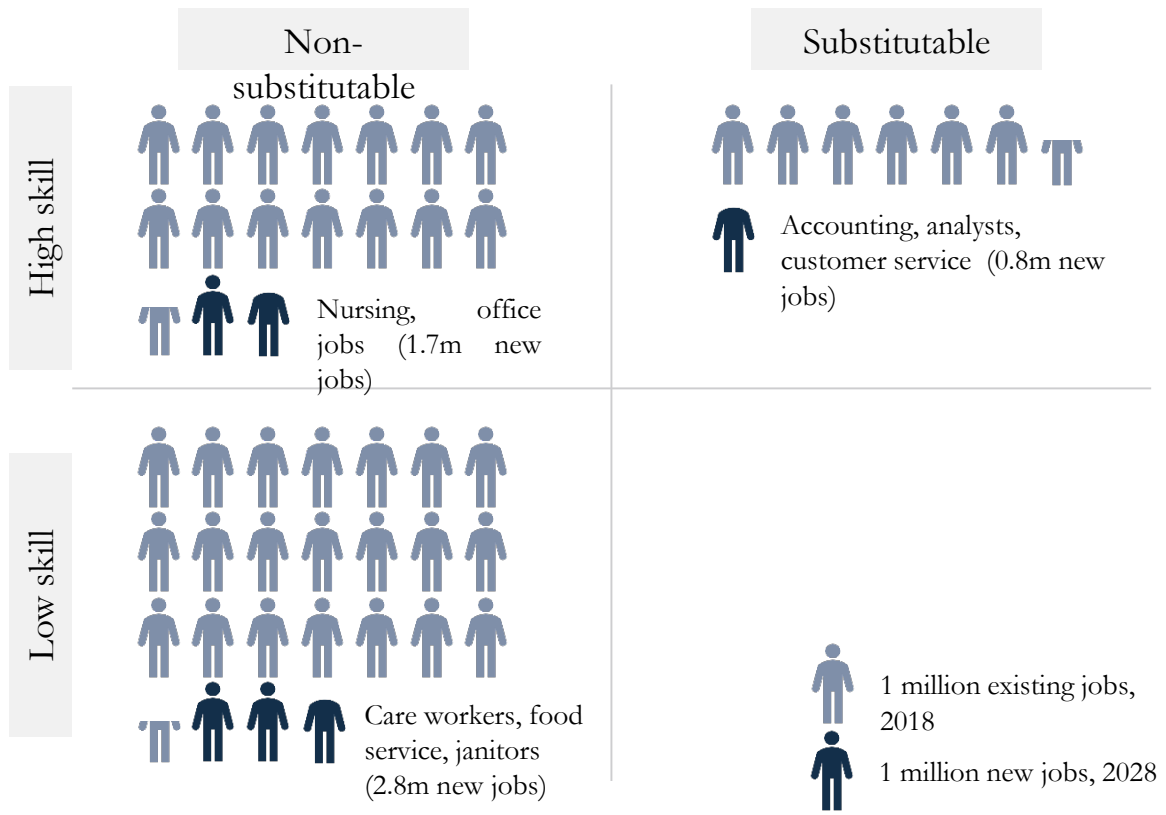 Non-
substitutable
Substitutable
High skill
Nursing, office
jobs (1.7m new
jobs)
Accounting, analysts,
customer service (0.8m new
jobs)
Low skill
Care workers, food
service, janitors
(2.8m new jobs)
1 million existing jobs,
2018
1 million new jobs, 2028